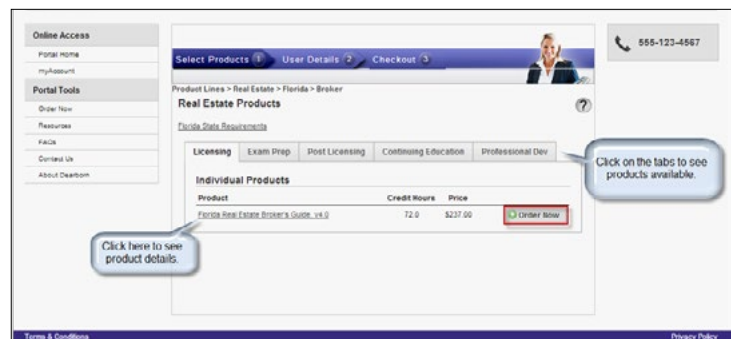 Online Access
Portal Home
myAccount
Portal Tools
Order Now
Resources
FAQs
Contact Us
About Dearborn
Select Products 1 User Details 2 Checkout 3
555-123-4567
Product Lines > Real Estate > Florida > Broker
Real Estate Products
?
Florida State Requirements
Licensing Exam Prep Post Licensing Continuing Education Professional Dev
Click on the tabs to see
products available.
Individual Products
Product Credit Hours Price
Florida Real Estate Broker's Guide, v4.0 72.0 $237.00 Order Now
Click here to see
product details.
Terms & Conditions Privacy Policy